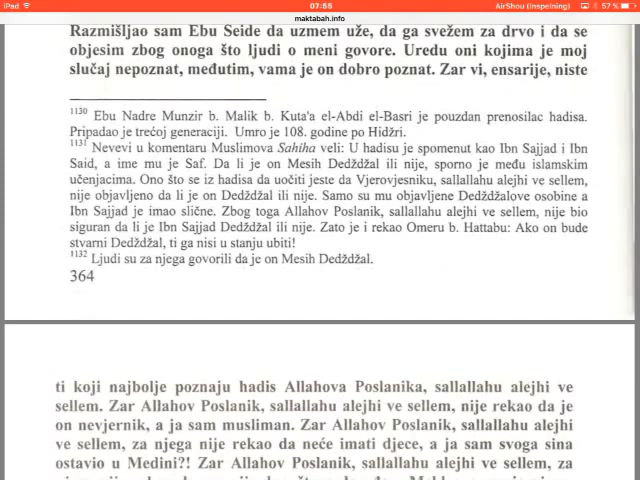 iPad 07:55 AirShou (Inspelning) 57 %
maktabah.info
Razmišljao sam Ebu Seide da uzmem uže, da ga svežem za drvo i da se
objesim zbog onoga što ljudi o meni govore. Uredu oni kojima je moj
slučaj nepoznat, međutim, vama je on dobro poznat. Zar vi, ensarije, niste
1130 Ebu Nadre Munzir b. Malik b. Kuta'a el-Abdi el-Basri je pouzdan prenosilac hadisa.
Pripadao je trećoj generaciji. Umro je 108. godine po Hidžri.
1131 Nevevi u komentaru Muslimova Sahiha veli: U hadisu je spomenut kao Ibn Sajjad i Ibn
Said, a ime mu je Saf. Da li je on Mesih Dedždžal ili nije, sporno je među islamskim
učenjacima. Ono što se iz hadisa da uočiti jeste da Vjerovjesniku, sallallahu alejhi ve sellem,
nije objavljeno da li je on Dedždžal ili nije. Samo su mu objavljene Dedždžalove osobine a
Ibn Sajjad je imao slične. Zbog toga Allahov Poslanik, sallallahu alejhi ve sellem, nije bio
siguran da li je Ibn Sajjad Dedždžal ili nije. Zato je i rekao Omeru b. Hattabu: Ako on bude
stvarni Dedždžal, ti ga nisi u stanju ubiti!
1132 Ljudi su za njega govorili da je on Mesih Dedždžal.
364
ti koji najbolje poznaju hadis Allahova Poslanika, sallallahu alejhi ve
sellem. Zar Allahov Poslanik, sallallahu alejhi ve sellem, nije rekao da je
on nevjernik, a ja sam musliman. Zar Allahov Poslanik, sallallahu alejhi
ve sellem, za njega nije rekao da neće imati djece, a ja sam svoga sina
ostavio u Medini?! Zar Allahov Poslanik, sallallahu alejhi ve sellem, za